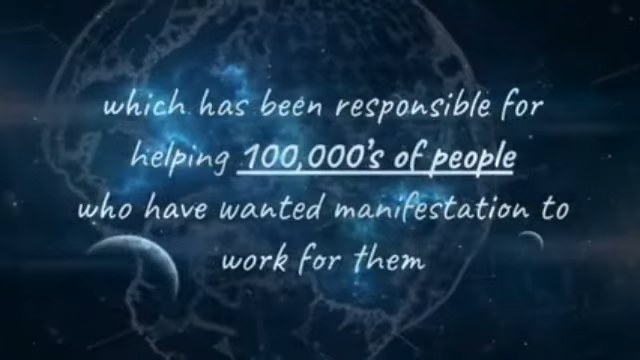 which has been responsible for
helping 100,000's of people
who have wanted manifestation to
work for them